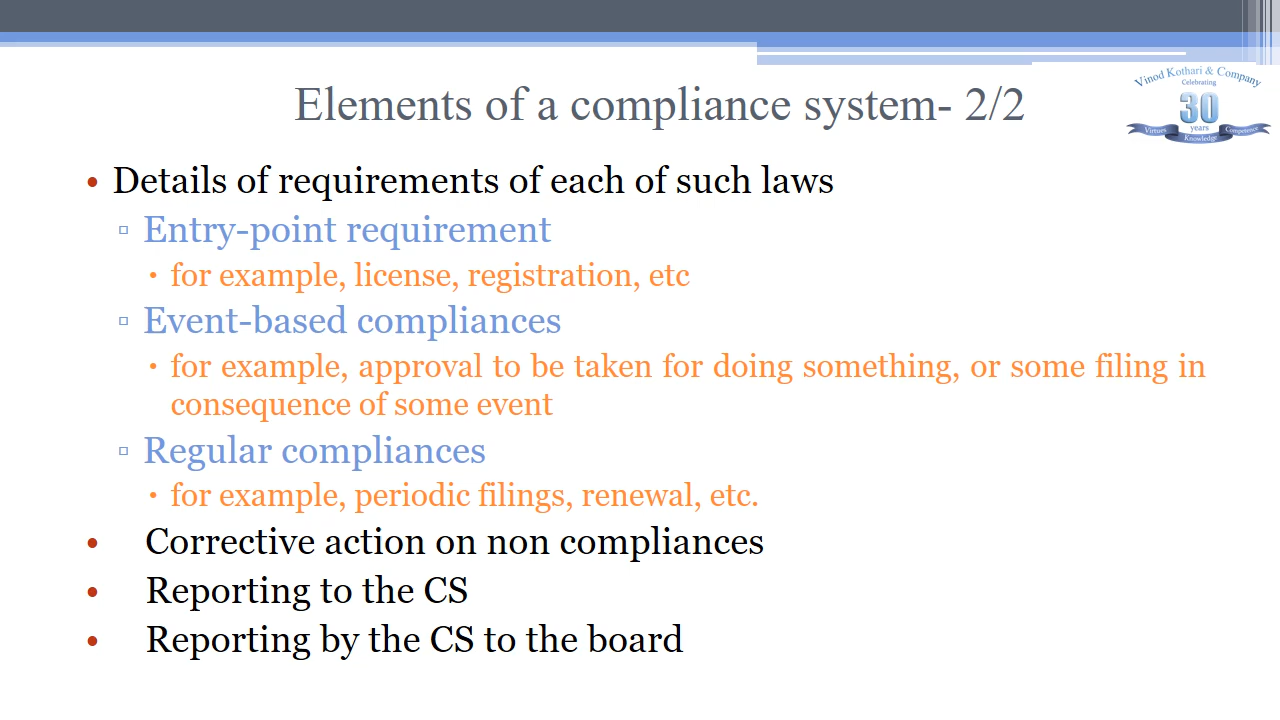 Vinod Kothari & Company
Celebrating
30
years
Virtues
Knowledge
Competence
Elements of a compliance system- 2/2
• Details of requirements of each of such laws
▫ Entry-point requirement
▪ for example, license, registration, etc
▫ Event-based compliances
▪ for example, approval to be taken for doing something, or some filing in
consequence of some event
▫ Regular compliances
▪ for example, periodic filings, renewal, etc.
• Corrective action on non compliances
• Reporting to the CS
• Reporting by the CS to the board